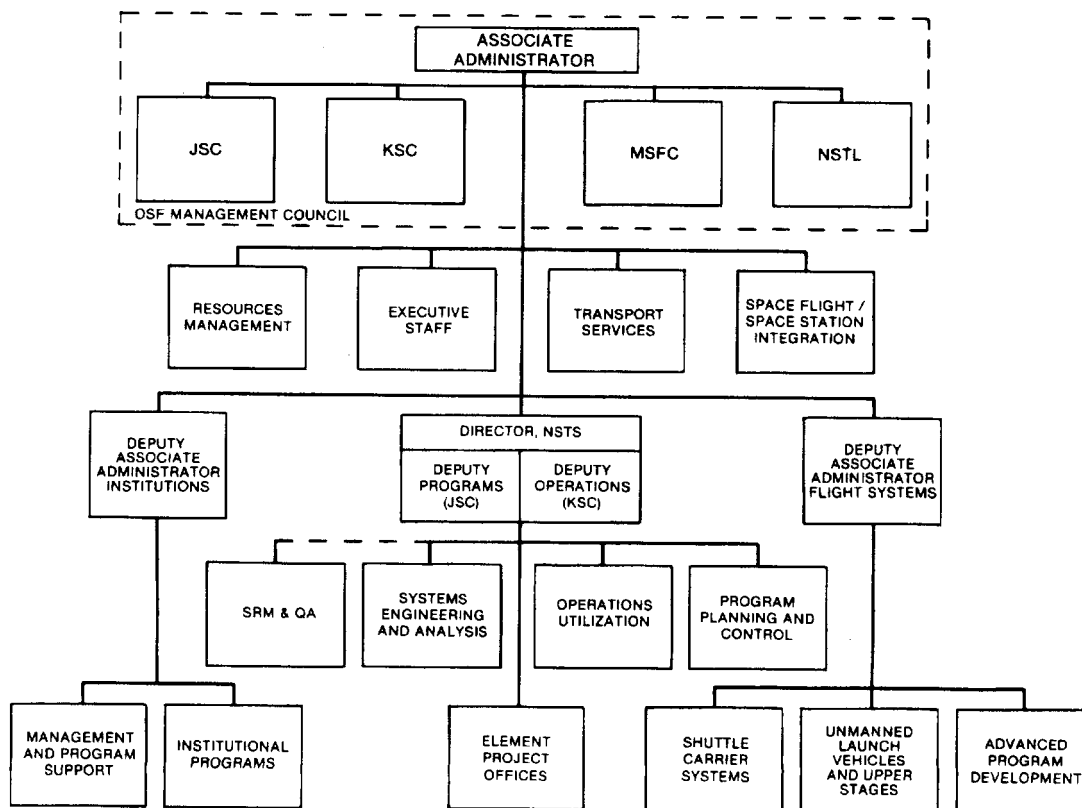 ASSOCIATE
ADMINISTRATOR
JSC
KSC
MSFC
NSTL
OSF MANAGEMENT COUNCIL
RESOURCES
MANAGEMENT
EXECUTIVE
STAFF
TRANSPORT
SERVICES
SPACE FLIGHT /
SPACE STATION
INTEGRATION
DEPUTY
ASSOCIATE
ADMINISTRATOR
INSTITUTIONS
DIRECTOR, NSTS
DEPUTY
PROGRAMS
(JSC)
DEPUTY
OPERATIONS
(KSC)
DEPUTY
ASSOCIATE
ADMINISTRATOR
FLIGHT SYSTEMS
SRM & QA
SYSTEMS
ENGINEERING
AND ANALYSIS
OPERATIONS
UTILIZATION
PROGRAM
PLANNING AND
CONTROL
MANAGEMENT
AND PROGRAM
SUPPORT
INSTITUTIONAL
PROGRAMS
ELEMENT
PROJECT
OFFICES
SHUTTLE
CARRIER
SYSTEMS
UNMANNED
LAUNCH
VEHICLES
AND UPPER
STAGES
ADVANCED
PROGRAM
DEVELOPMENT